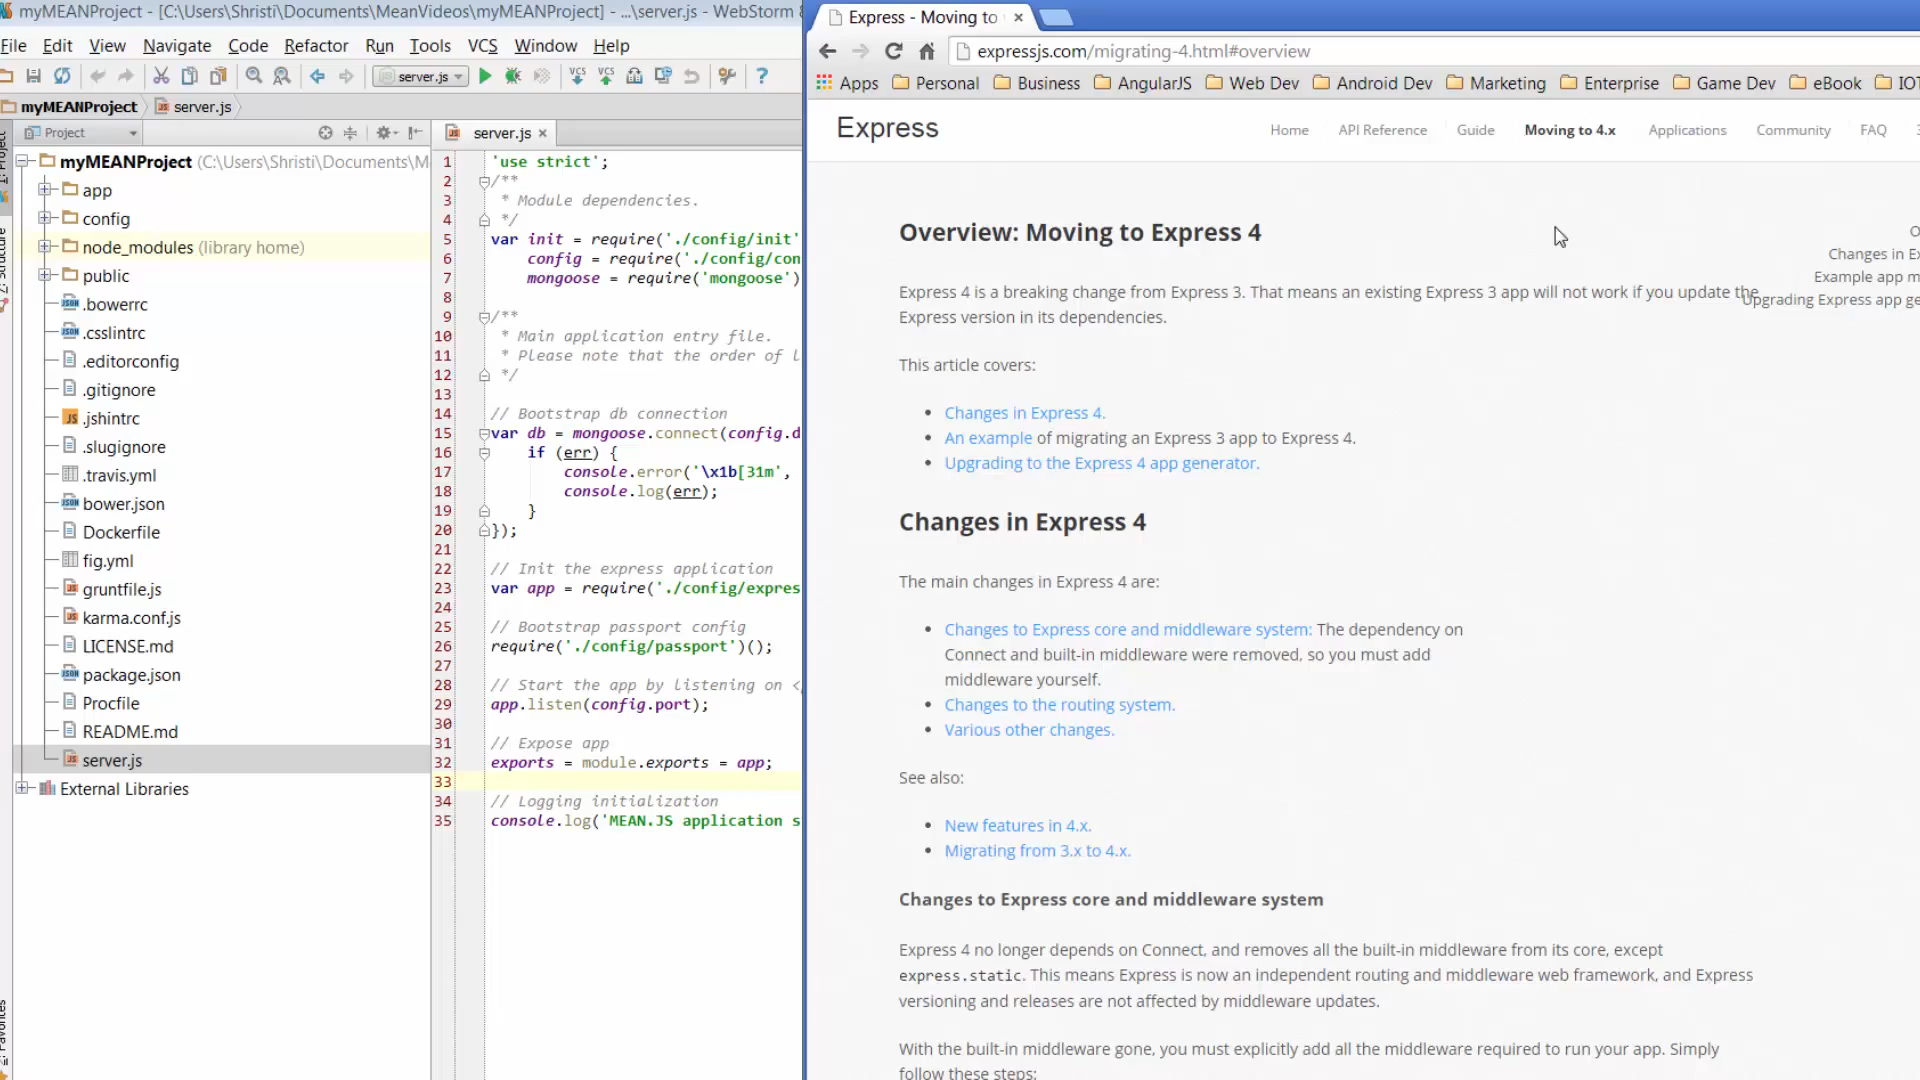 myMEANProject - [C:\Users\Shristi\Documents\MeanVideos\myMEANProject] - ...\server.js - WebStorm
File Edit View Navigate Code Refactor Run Tools VCS Window Help
server.js
myMEANProject server.js
Project
myMEANProject (C:\Users\Shristi\Documents\M
app
config
node_modules (library home)
public
.bowerrc
.csslintrc
.editorconfig
.gitignore
.jshintrc
.slugignore
.travis.yml
bower.json
Dockerfile
fig.yml
gruntfile.js
karma.conf.js
LICENSE.md
package.json
Procfile
README.md
server.js
External Libraries
server.js
1 'use strict';
2 /**
3 * Module dependencies.
4 */
5 var init = require('./config/init'
6 config = require('./config/con
7 mongoose = require('mongoose')
8
9 /**
10 * Main application entry file.
11 * Please note that the order of l
12 */
13
14 // Bootstrap db connection
15 var db = mongoose.connect(config.d
16 if (err) {
17 console.error('\x1b[31m',
18 console.log(err);
19 }
20 });
21
22 // Init the express application
23 var app = require('./config/expres
24
25 // Bootstrap passport config
26 require('./config/passport')();
27
28 // Start the app by listening on <
29 app.listen(config.port);
30
31 // Expose app
32 exports = module.exports = app;
33
34 // Logging initialization
35 console.log('MEAN.JS application s
Express - Moving to
expressjs.com/migrating-4.html#overview
Apps Personal Business AngularJS Web Dev Android Dev Marketing Enterprise Game Dev eBook IOT
Express
Home API Reference Guide Moving to 4.x Applications Community FAQ
Overview: Moving to Express 4
O
Changes in Ex
Example app m
Upgrading Express app ge
Express 4 is a breaking change from Express 3. That means an existing Express 3 app will not work if you update the
Express version in its dependencies.
This article covers:
Changes in Express 4.
An example of migrating an Express 3 app to Express 4.
Upgrading to the Express 4 app generator.
Changes in Express 4
The main changes in Express 4 are:
Changes to Express core and middleware system: The dependency on
Connect and built-in middleware were removed, so you must add
middleware yourself.
Changes to the routing system.
Various other changes.
See also:
New features in 4.x.
Migrating from 3.x to 4.x.
Changes to Express core and middleware system
Express 4 no longer depends on Connect, and removes all the built-in middleware from its core, except
express.static. This means Express is now an independent routing and middleware web framework, and Express
versioning and releases are not affected by middleware updates.
With the built-in middleware gone, you must explicitly add all the middleware required to run your app. Simply
follow these steps: